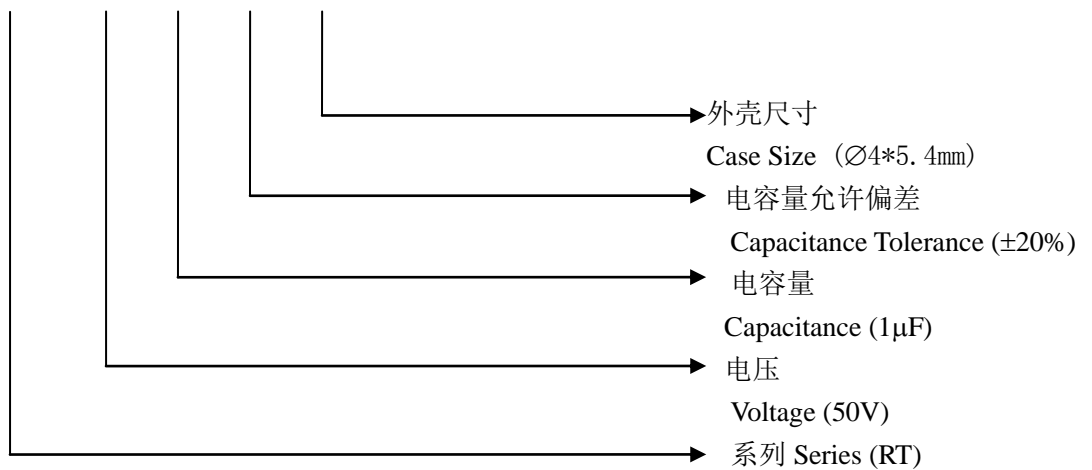 外壳尺寸
Case Size (∅4*5.4mm)
电容量允许偏差
Capacitance Tolerance (±20%)
电容量
Capacitance (1μF)
电压
Voltage (50V)
系列 Series (RT)